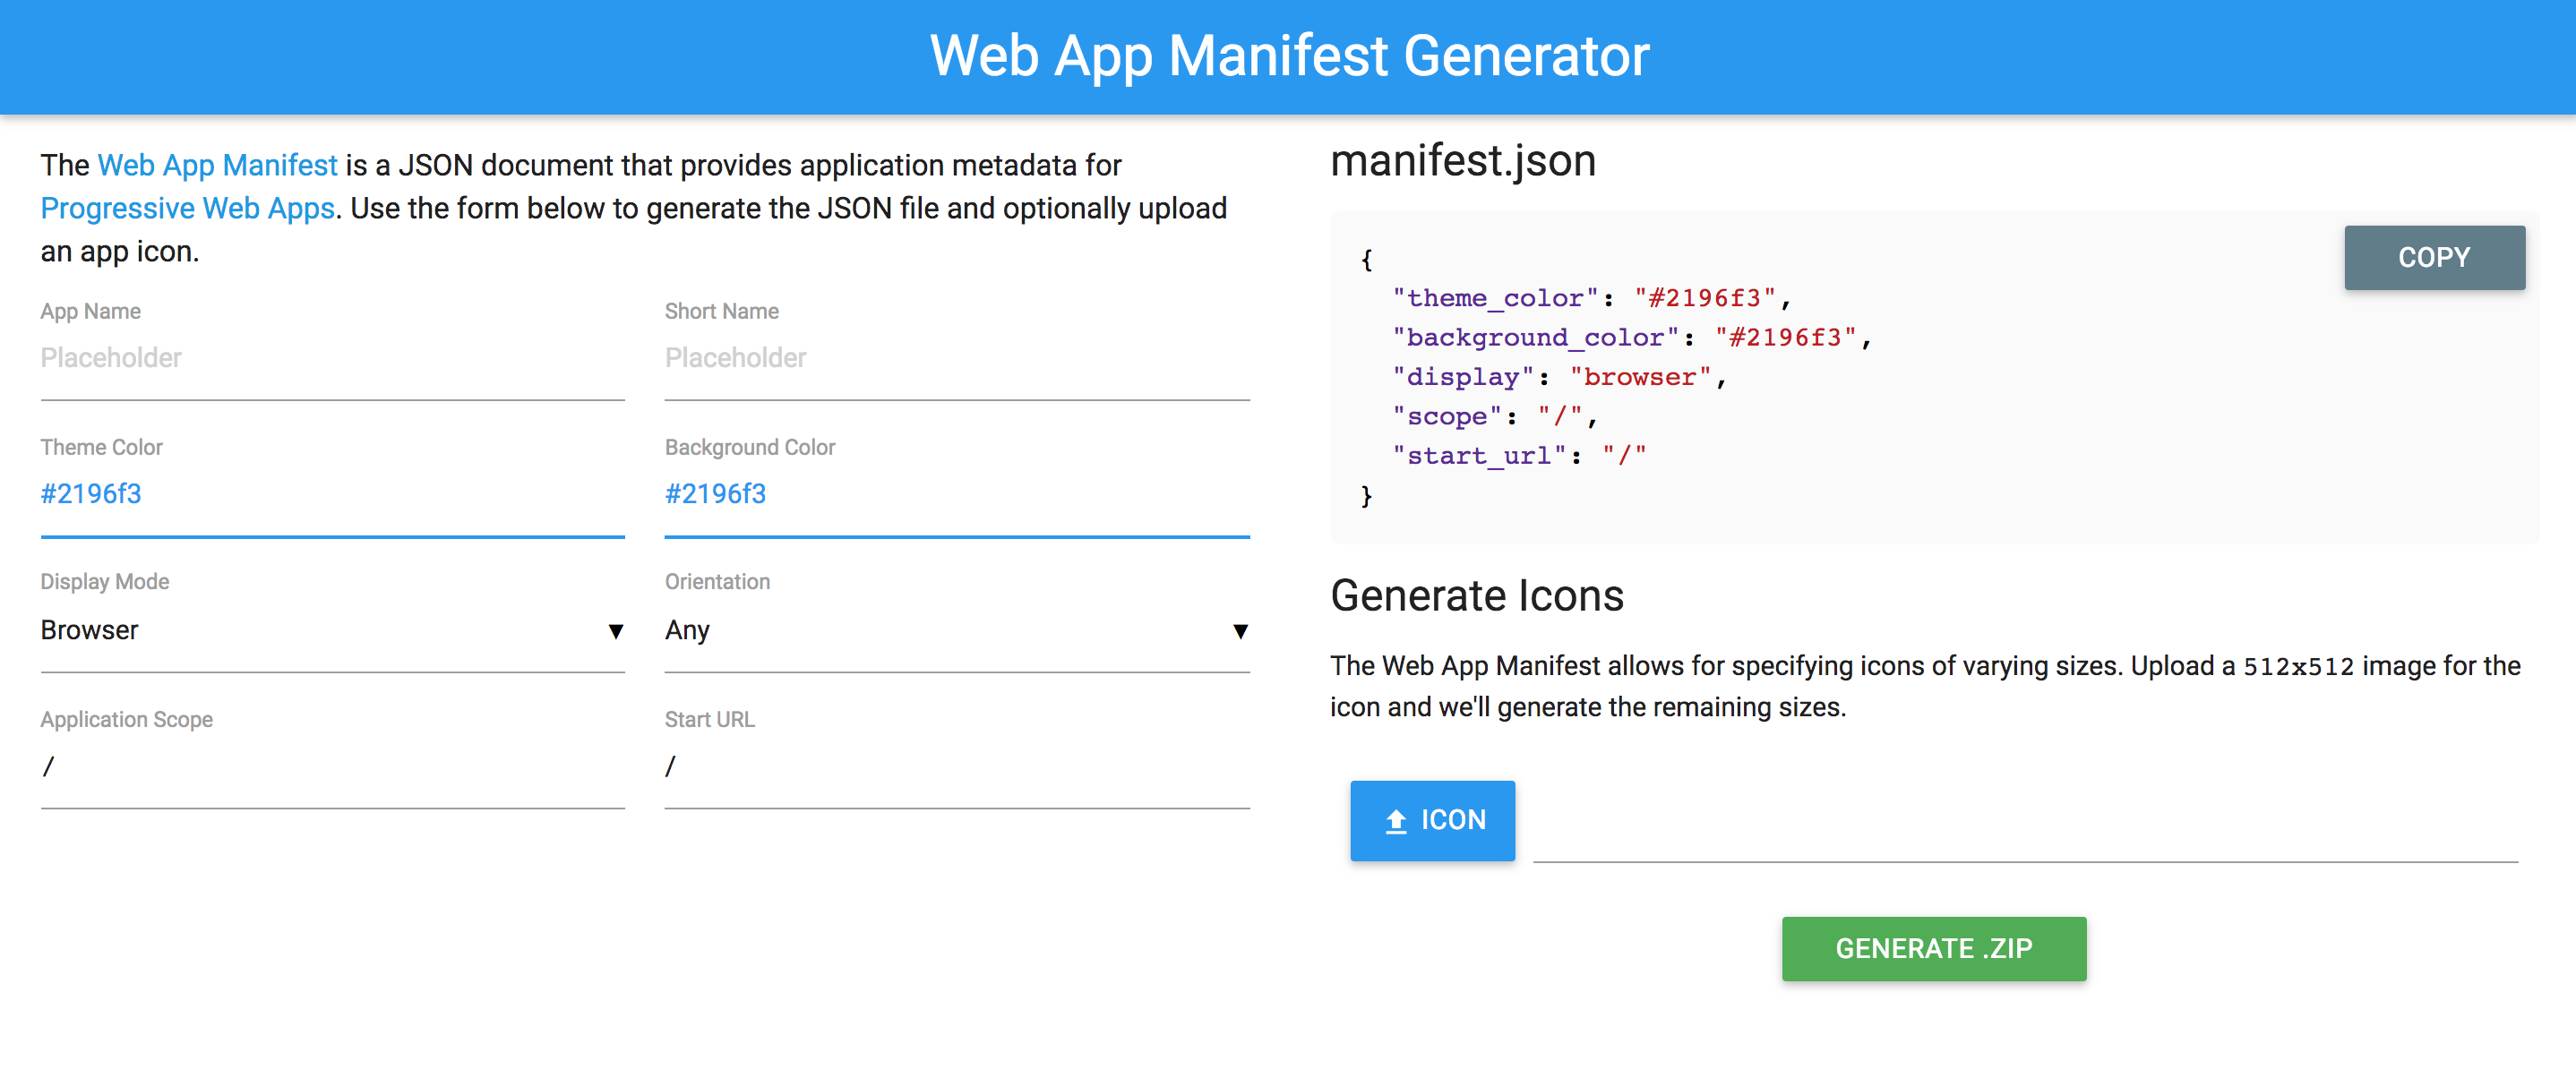 Web App Manifest Generator
The Web App Manifest is a JSON document that provides application metadata for
Progressive Web Apps. Use the form below to generate the JSON file and optionally upload
an app icon.
App Name
Placeholder
Short Name
Placeholder
Theme Color
#2196f3
Background Color
#2196f3
Display Mode
Browser
Orientation
Any
Application Scope
/
Start URL
/
manifest.json
COPY
{
"theme_color": "#2196f3",
"background_color": "#2196f3",
"display": "browser",
"scope": "/",
"start_url": "/"
}
Generate Icons
The Web App Manifest allows for specifying icons of varying sizes. Upload a 512x512 image for the
icon and we'll generate the remaining sizes.
ICON
GENERATE .ZIP